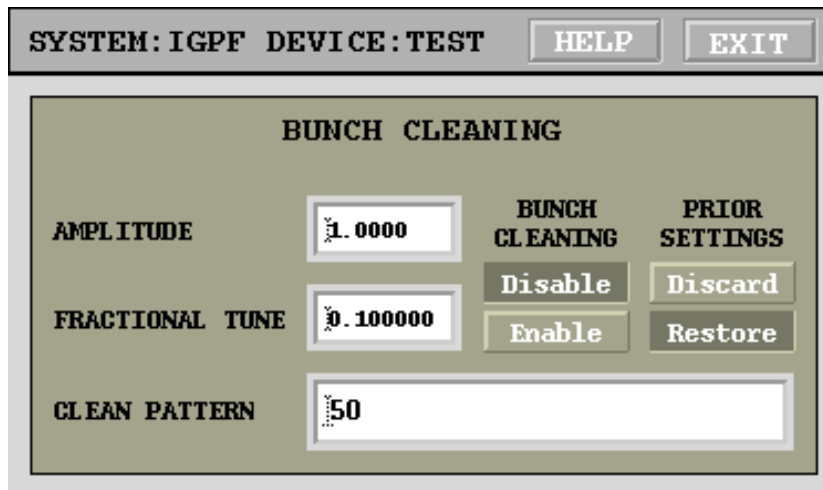 SYSTEM:IGPF DEVICE:TEST HELP EXIT
BUNCH CLEANING
AMPLITUDE 1.0000
BUNCH CLEANING
PRIOR SETTINGS
Disable Discard
FRACTIONAL TUNE 0.100000
Enable Restore
CLEAN PATTERN 50